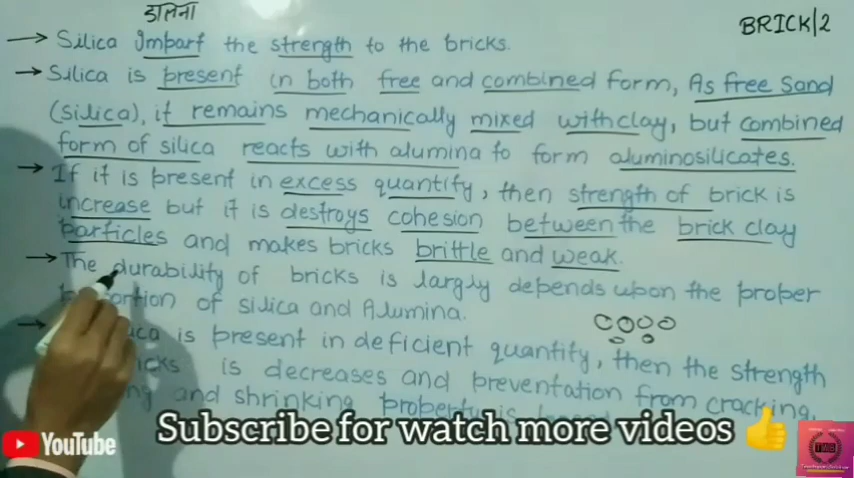 डालना
BRICK/2
→ Silica Impart the strength to the bricks.
→ Silica is present in both free and combined form, As free Sand
(silica), it remains mechanically mixed with clay, but combined
form of silica reacts with alumina to form aluminosilicates.
→ If it is present in excess quantity, then strength of brick is
increase but it is destroys cohesion between the brick clay
particles and makes bricks brittle and weak.
→ The durability of bricks is largly depends upon the proper
of silica and Alumina.
→ is present in deficient quantity, then the strength
is decreases and preventation from cracking,
and shrinking property is
Subscribe for watch more videos 👍
YouTube
TMB